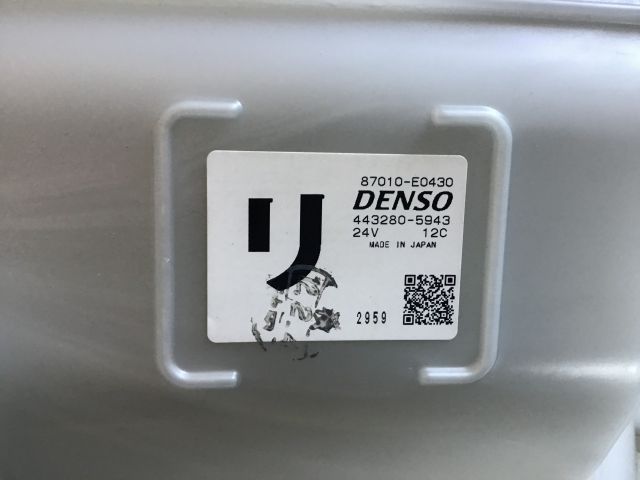 87010-E0430
DENSO
443280-5943
24V 12C
MADE IN JAPAN
リ
2959